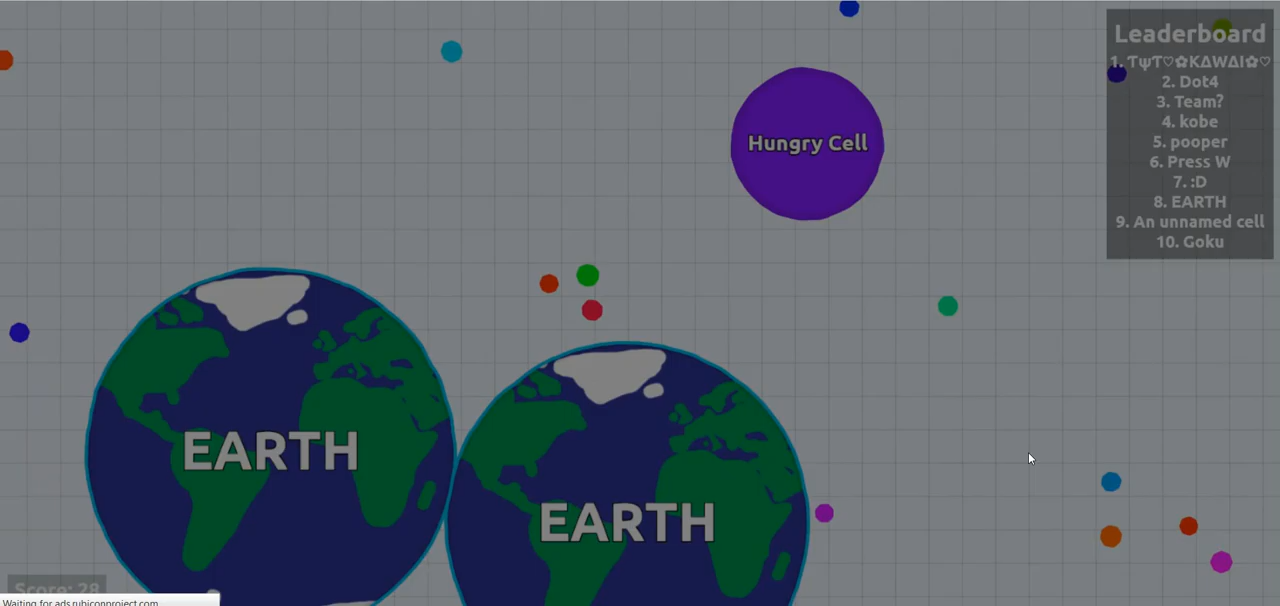 Leaderboard
1. ƬψƬ♡✿KΔWΔI✿♡
2. Dot4
3. Team?
4. kobe
5. pooper
6. Press W
7. :D
8. EARTH
9. An unnamed cell
10. Goku
Hungry Cell
EARTH
EARTH
Score: 28
Waiting for ads.rubiconproject.com